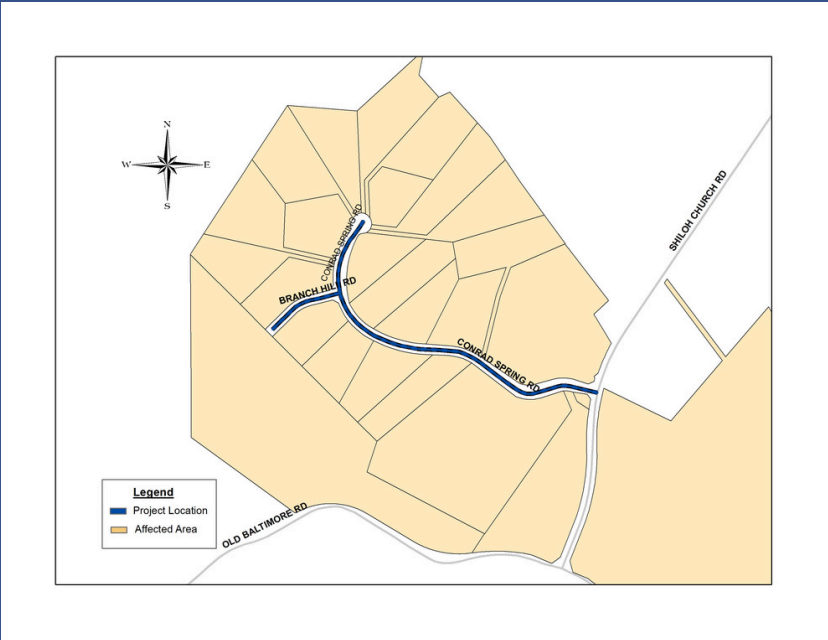 N
W
E
S
CONRAD SPRING RD
SHILOH CHURCH RD
BRANCH HILL RD
CONRAD SPRING RD
Legend
Project Location
Affected Area
OLD BALTIMORE RD